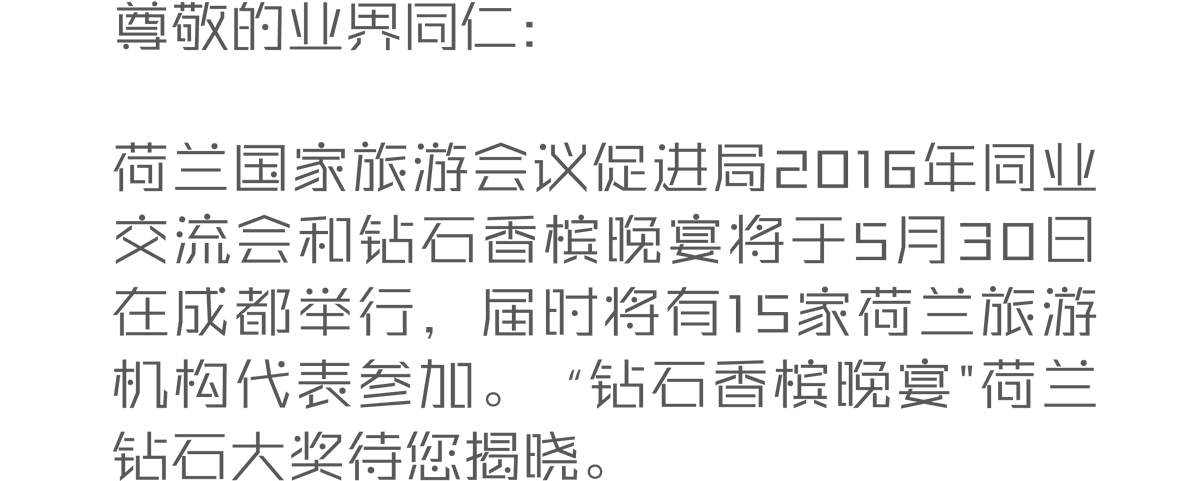 尊敬的业界同仁：
荷兰国家旅游会议促进局2016年同业
交流会和钻石香槟晚宴将于5月30日
在成都举行，届时将有15家荷兰旅游
机构代表参加。“钻石香槟晚宴"荷兰
钻石大奖待您揭晓。